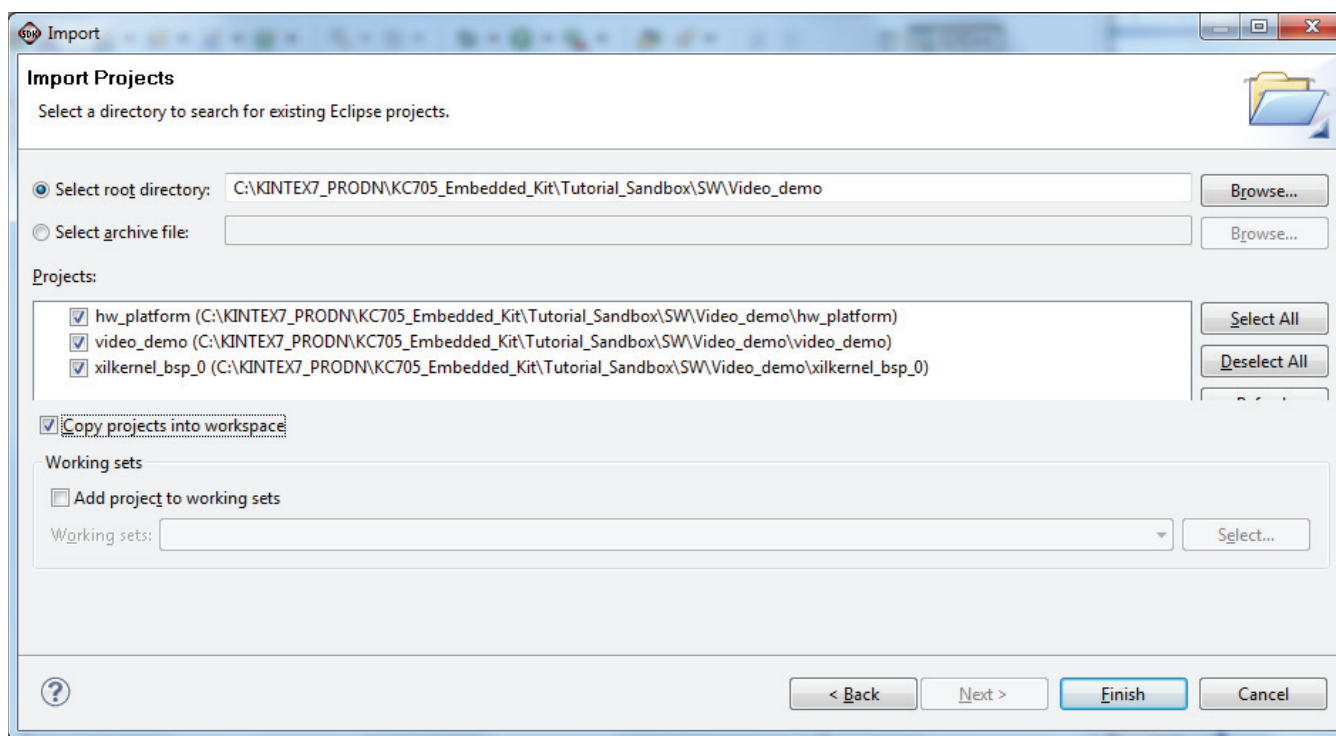 SDK Import
Import Projects
Select a directory to search for existing Eclipse projects.
Select root directory: C:\KINTEX7_PRODN\KC705_Embedded_Kit\Tutorial_Sandbox\SW\Video_demo Browse...
Select archive file: Browse...
Projects:
hw_platform (C:\KINTEX7_PRODN\KC705_Embedded_Kit\Tutorial_Sandbox\SW\Video_demo\hw_platform) Select All
video_demo (C:\KINTEX7_PRODN\KC705_Embedded_Kit\Tutorial_Sandbox\SW\Video_demo\video_demo)
xilkernel_bsp_0 (C:\KINTEX7_PRODN\KC705_Embedded_Kit\Tutorial_Sandbox\SW\Video_demo\xilkernel_bsp_0) Deselect All
Copy projects into workspace
Working sets
Add project to working sets
Working sets: Select...
? < Back Next > Finish Cancel